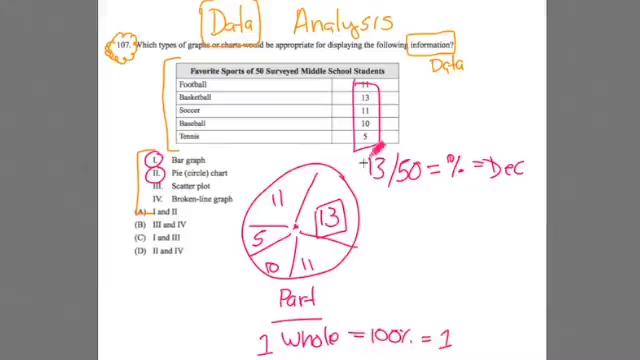 Data Analysis
107. Which types of graphs or charts would be appropriate for displaying the following information?
Data
Favorite Sports of 50 Surveyed Middle School Students
Football 11
Basketball 13
Soccer 11
Baseball 10
Tennis 5
I. Bar graph
II. Pie (circle) chart
III. Scatter plot
IV. Broken-line graph
(A) I and II
(B) III and IV
(C) I and III
(D) II and IV
13/50 = % = Dec
11
13
5
10
11
Part
1 whole = 100% = 1